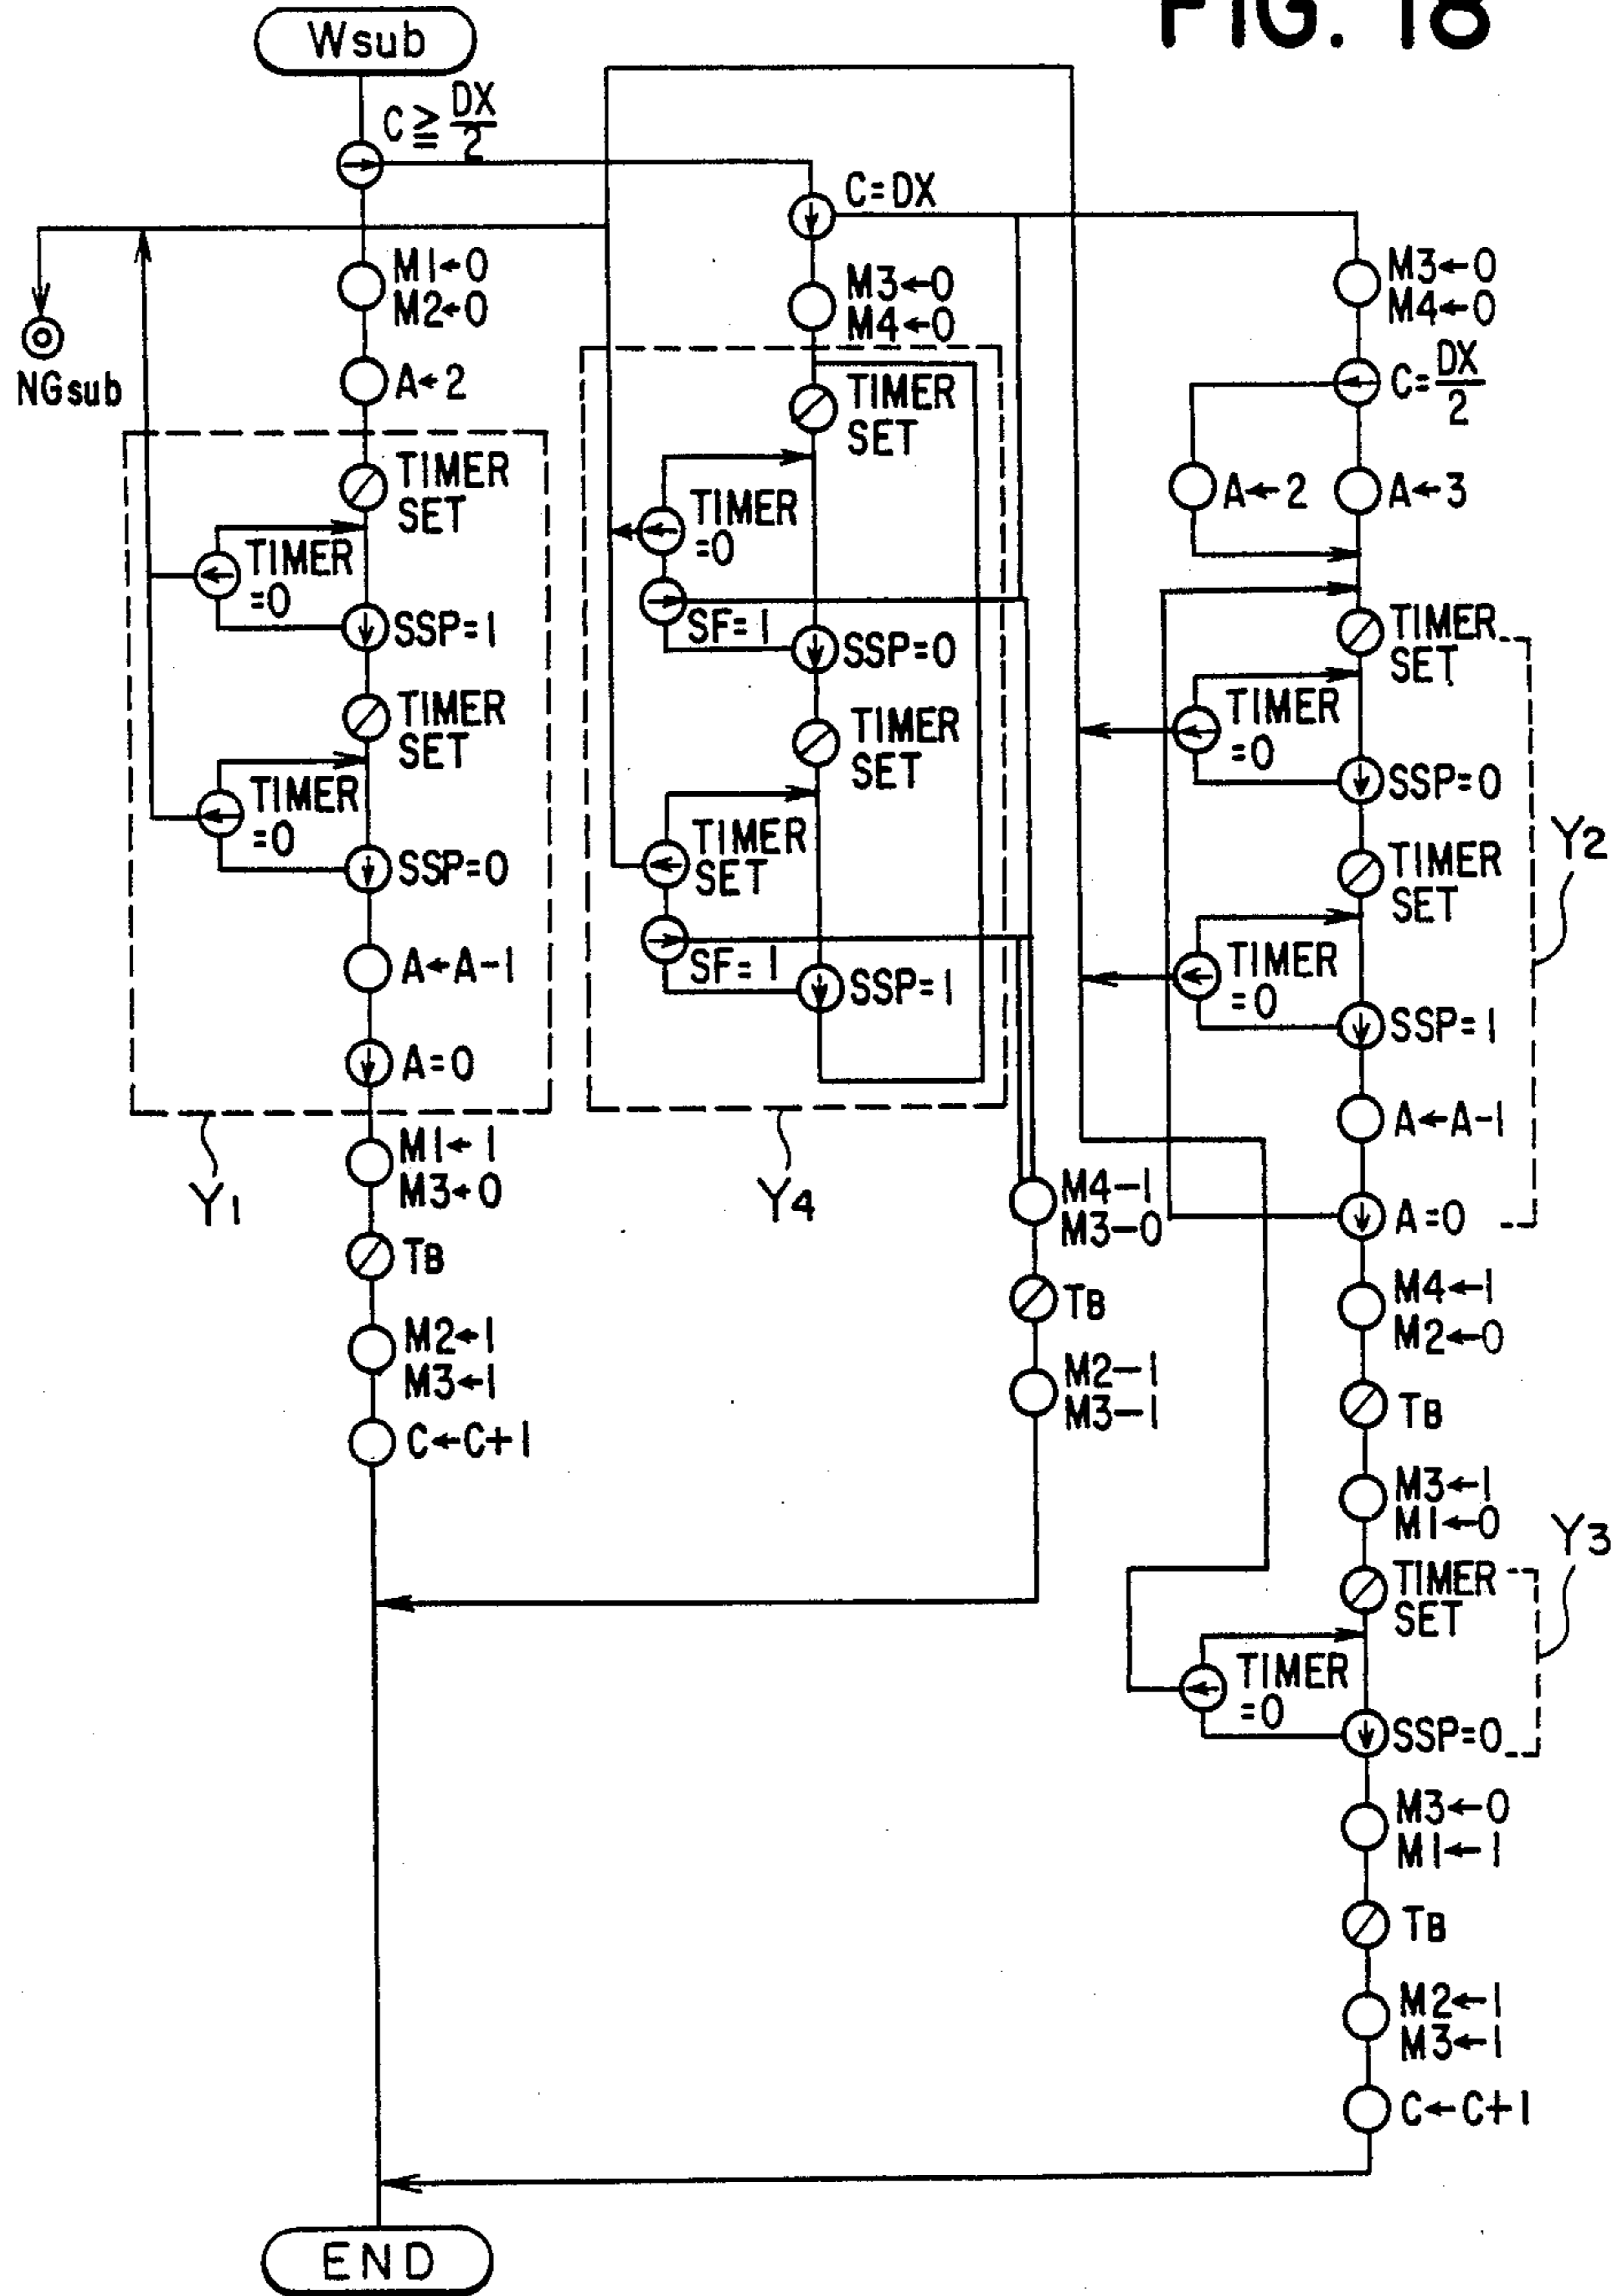 FIG. 18
Wsub
C ≧ DX/2
NGsub
M1←0
M2←0
A←2
TIMER
SET
TIMER
=0
SSP=1
TIMER
SET
TIMER
=0
SSP=0
A←A-1
A=0
Y1
M1←1
M3←0
TB
M2←1
M3←1
C←C+1
C=DX
M3←0
M4←0
TIMER
SET
TIMER
=0
SF=1
SSP=0
TIMER
SET
TIMER
SET
SF=1
SSP=1
Y4
M4-1
M3-0
TB
M2-1
M3-1
M3←0
M4←0
C=DX/2
A←2
A←3
TIMER
SET
TIMER
=0
SSP=0
Y2
TIMER
SET
TIMER
=0
SSP=1
A←A-1
A=0
M4←1
M2←0
TB
M3←1
M1←0
Y3
TIMER
SET
TIMER
=0
SSP=0
M3←0
M1←1
TB
M2←1
M3←1
C←C+1
END